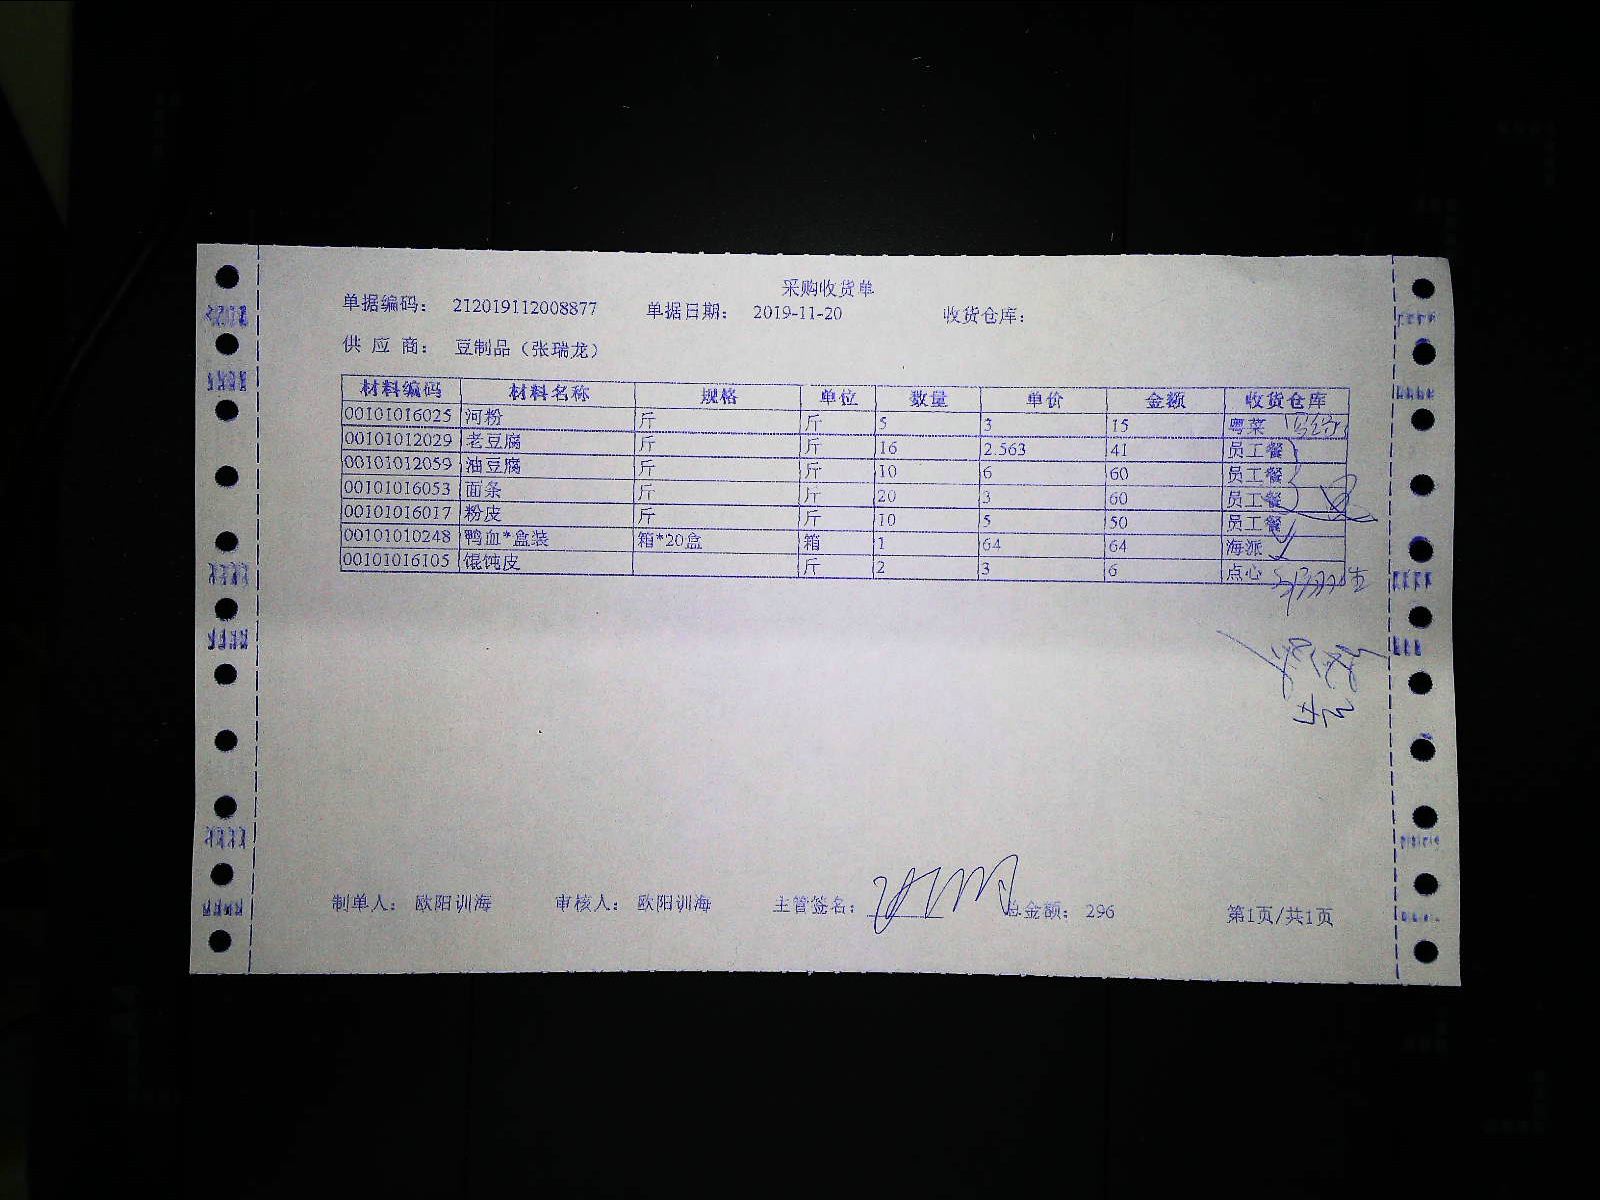 采购收货单
单据编码： 212019112008877 单据日期： 2019-11-20 收货仓库：
供 应 商： 豆制品（张瑞龙）
材料编码 材料名称 规格 单位 数量 单价 金额 收货仓库
00101016025 河粉 斤 斤 5 3 15 粤菜
00101012029 老豆腐 斤 斤 16 2.563 41 员工餐
00101012059 油豆腐 斤 斤 10 6 60 员工餐
00101016053 面条 斤 斤 20 3 60 员工餐
00101016017 粉皮 斤 斤 10 5 50 员工餐
00101010248 鸭血*盒装 箱*20盒 箱 1 64 64 海派
00101016105 馄饨皮 斤 2 3 6 点心
制单人： 欧阳训海 审核人： 欧阳训海 主管签名： 总金额： 296 第1页/共1页